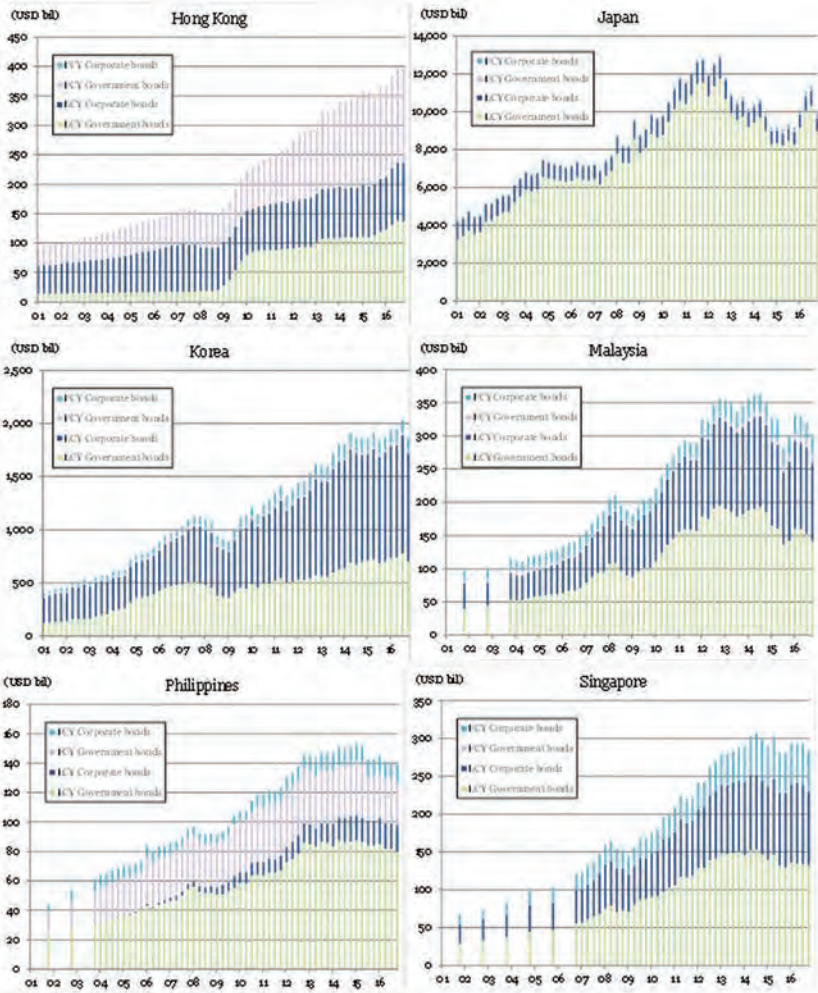 (USD bil)
Hong Kong
450
400
350
300
250
200
150
100
50
0
FCY Corporate bonds
FCY Government bonds
LCY Corporate bonds
LCY Government bonds
01 02 03 04 05 06 07 08 09 10 11 12 13 14 15 16
(USD bil)
Japan
14,000
12,000
10,000
8,000
6,000
4,000
2,000
0
FCY Corporate bonds
FCY Government bonds
LCY Corporate bonds
LCY Government bonds
01 02 03 04 05 06 07 08 09 10 11 12 13 14 15 16
(USD bil)
Korea
2,500
2,000
1,500
1,000
500
0
FCY Corporate bonds
FCY Government bonds
LCY Corporate bonds
LCY Government bonds
01 02 03 04 05 06 07 08 09 10 11 12 13 14 15 16
(USD bil)
Malaysia
400
350
300
250
200
150
100
50
0
FCY Corporate bonds
FCY Government bonds
LCY Corporate bonds
LCY Government bonds
01 02 03 04 05 06 07 08 09 10 11 12 13 14 15 16
(USD bil)
Philippines
180
160
140
120
100
80
60
40
20
0
FCY Corporate bonds
FCY Government bonds
LCY Corporate bonds
LCY Government bonds
01 02 03 04 05 06 07 08 09 10 11 12 13 14 15 16
(USD bil)
Singapore
350
300
250
200
150
100
50
0
FCY Corporate bonds
FCY Government bonds
LCY Corporate bonds
LCY Government bonds
01 02 03 04 05 06 07 08 09 10 11 12 13 14 15 16